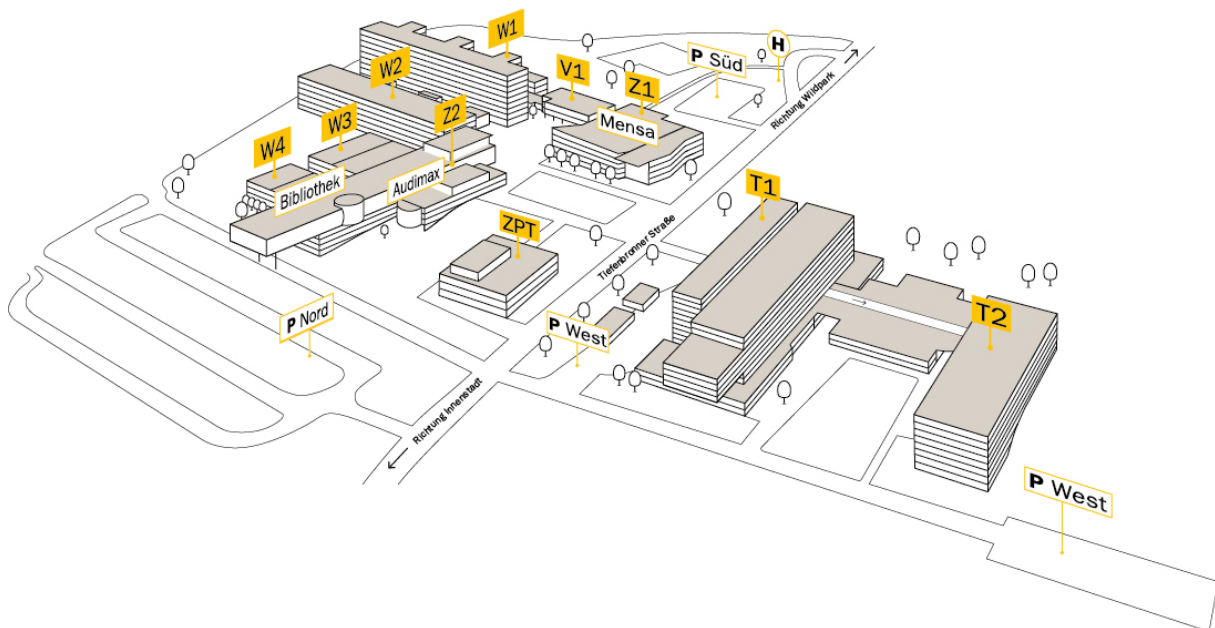 W1
H
P Süd
W2
V1
Z1
Mensa
Richtung Wildpark
W3
Z2
W4
Bibliothek
Audimax
T1
ZPT
Tiefenbronner Straße
P Nord
P West
T2
Richtung Innenstadt
P West